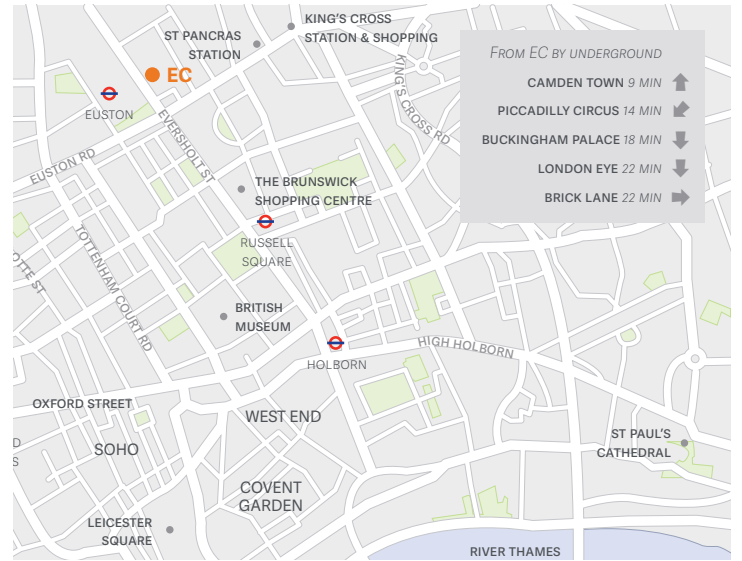 KING'S CROSS
STATION & SHOPPING
ST PANCRAS
STATION
EC
EUSTON
EVERSHOLT ST
EUSTON RD
KING'S CROSS RD
FROM EC BY UNDERGROUND
CAMDEN TOWN 9 MIN
PICCADILLY CIRCUS 14 MIN
BUCKINGHAM PALACE 18 MIN
LONDON EYE 22 MIN
BRICK LANE 22 MIN
THE BRUNSWICK
SHOPPING CENTRE
RUSSELL
SQUARE
TOTTENHAM COURT RD
OTTE ST
BRITISH
MUSEUM
HOLBORN
HIGH HOLBORN
OXFORD STREET
WEST END
SOHO
D
S
ST PAUL'S
CATHEDRAL
COVENT
GARDEN
LEICESTER
SQUARE
RIVER THAMES